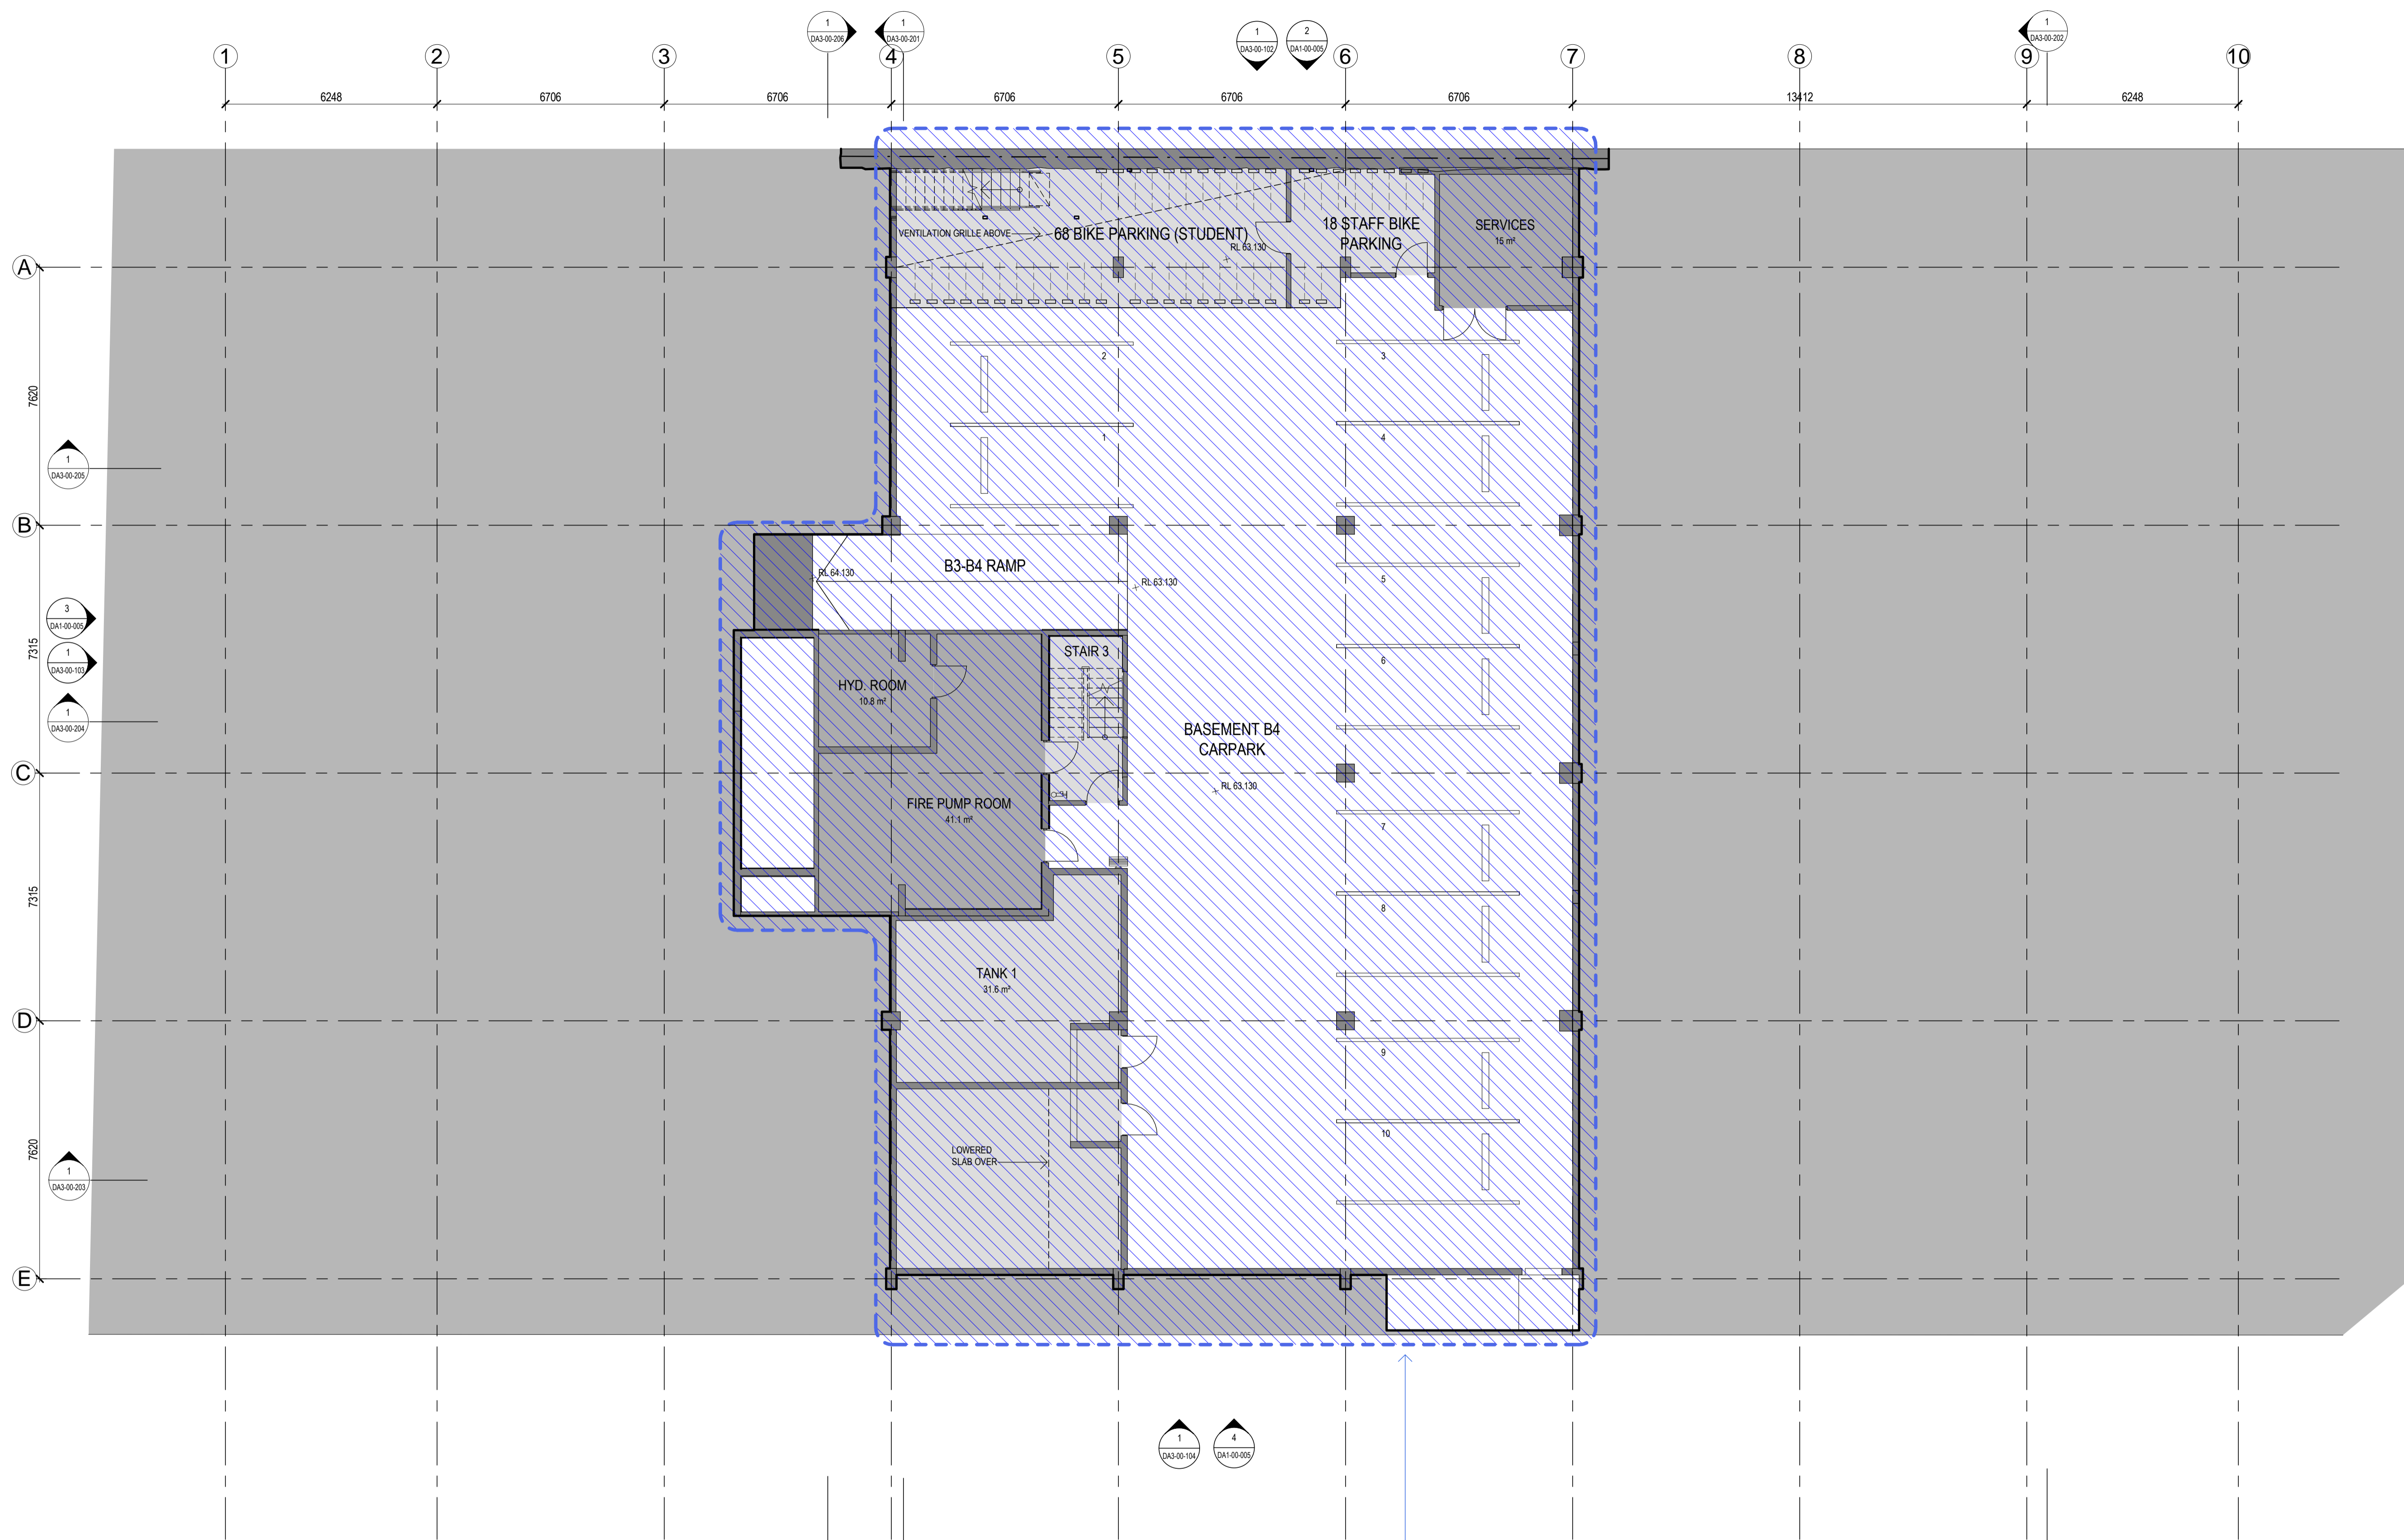 1
DA3-00-206
1
DA3-00-201
1
DA3-00-102
2
DA1-00-005
1
DA3-00-202
1
2
3
4
5
6
7
8
9
10
6248
6706
6706
6706
6706
6706
13412
6248
VENTILATION GRILLE ABOVE
68 BIKE PARKING (STUDENT)
RL 63.130
18 STAFF BIKE
PARKING
SERVICES
15 m²
A
7620
2
3
1
4
1
DA3-00-205
B
B3-B4 RAMP
RL 64.130
RL 63.130
5
3
DA1-00-005
7315
1
DA3-00-103
STAIR 3
6
HYD. ROOM
10.8 m²
1
DA3-00-204
BASEMENT B4
CARPARK
C
RL 63.130
FIRE PUMP ROOM
41.1 m²
7
7315
8
TANK 1
31.6 m²
D
9
7620
10
LOWERED
SLAB OVER
1
DA3-00-203
E
1
DA3-00-104
4
DA1-00-005